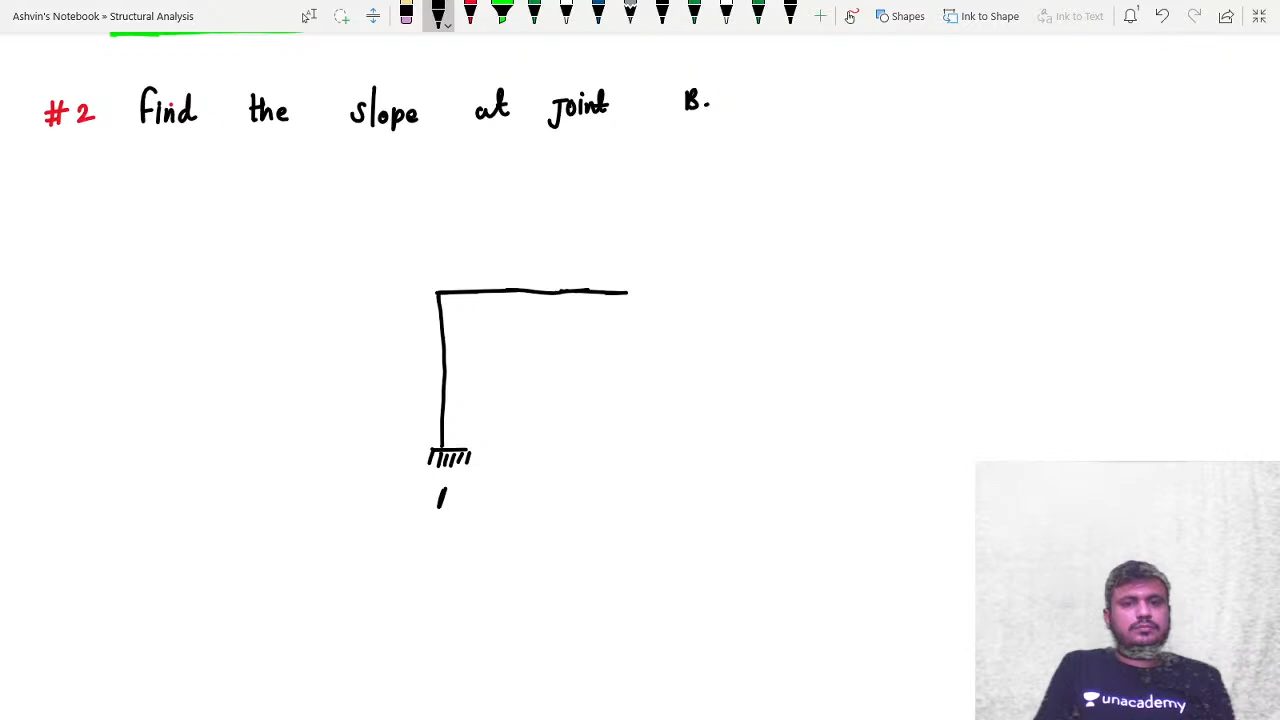 Ashvin's Notebook » Structural Analysis
Shapes
Ink to Shape
Ink to Text
#2 Find the slope at Joint B.
unacademy